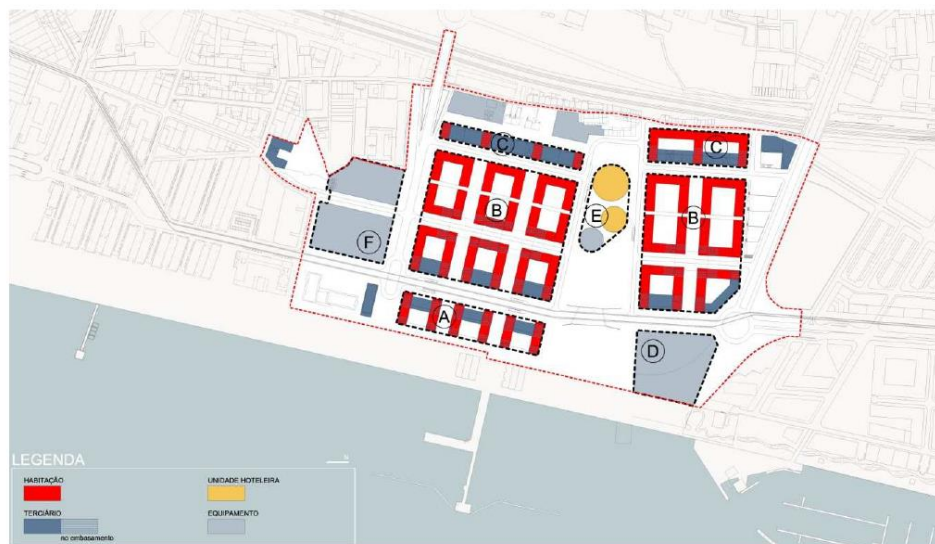 C
C
B
E
B
F
A
D
LEGENDA
HABITAÇÃO
UNIDADE HOTELEIRA
TERCIÁRIO
EQUIPAMENTO
no embasamento